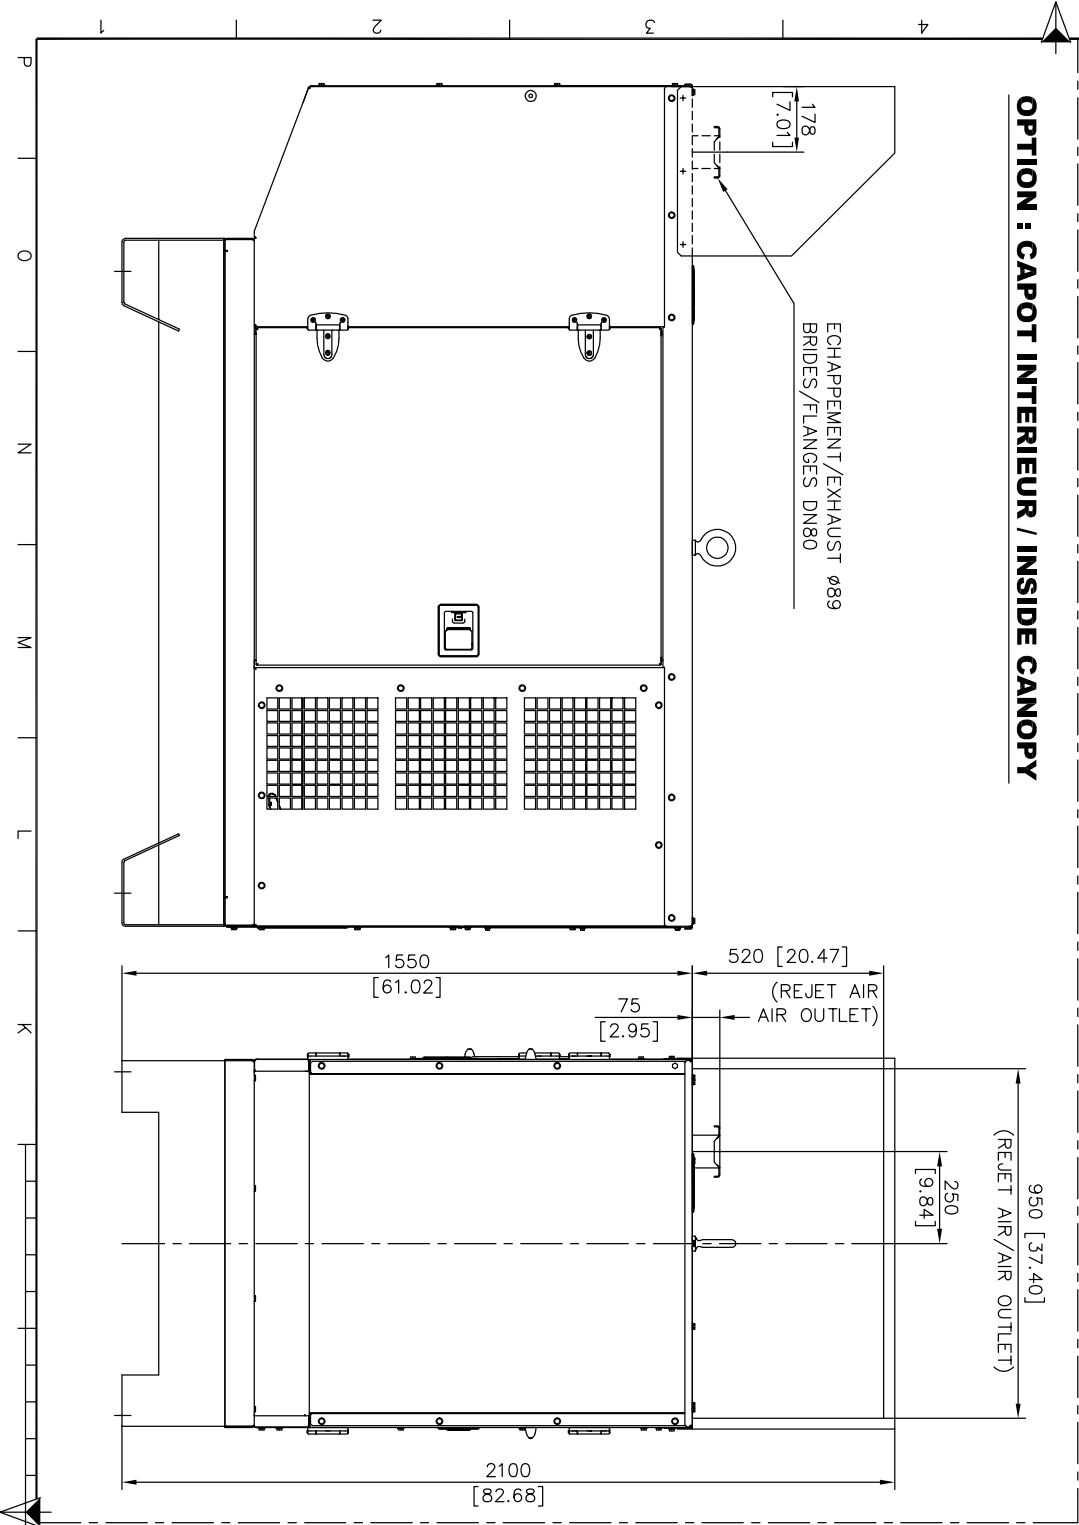 OPTION : CAPOT INTERIEUR / INSIDE CANOPY
178
[7.01]
ECHAPPEMENT/EXHAUST Ø89
BRIDES/FLANGES DN80
1550
[61.02]
520 [20.47]
(REJET AIR
AIR OUTLET)
75
[2.95]
950 [37.40]
(REJET AIR/AIR OUTLET)
250
[9.84]
2100
[82.68]
1
2
3
4
P
O
N
M
L
K